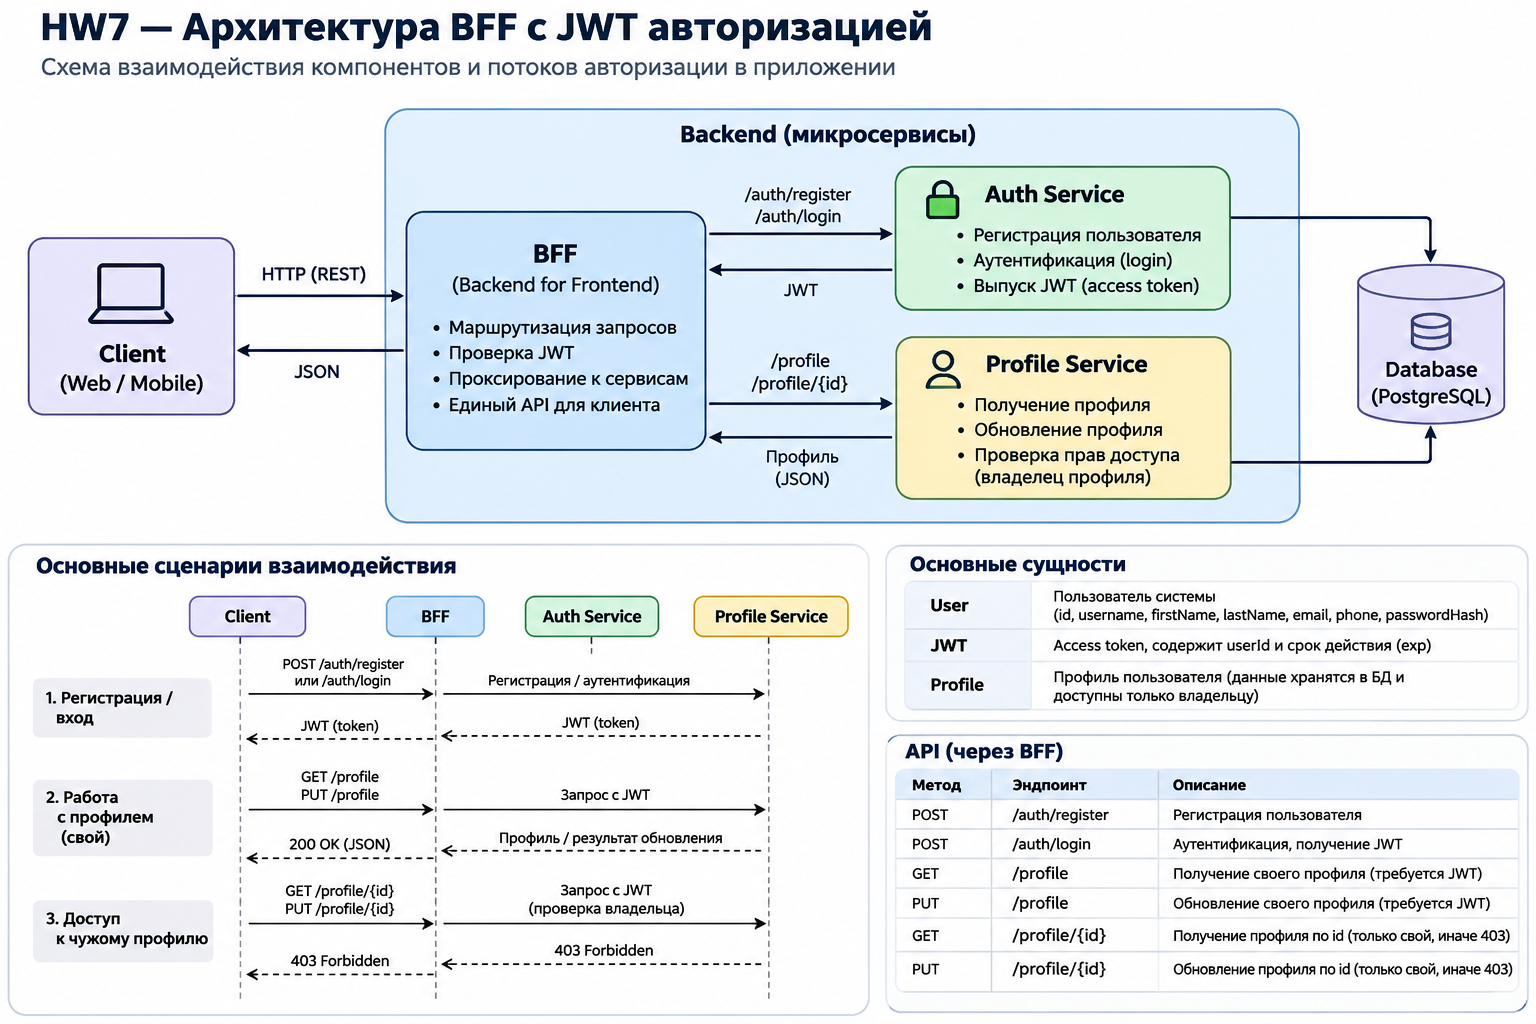 HW7 — Архитектура BFF с JWT авторизацией
Схема взаимодействия компонентов и потоков авторизации в приложении
Backend (микросервисы)
Client
(Web / Mobile)
HTTP (REST)
JSON
BFF
(Backend for Frontend)
• Маршрутизация запросов
• Проверка JWT
• Проксирование к сервисам
• Единый API для клиента
/auth/register
/auth/login
JWT
/profile
/profile/{id}
Профиль
(JSON)
Auth Service
• Регистрация пользователя
• Аутентификация (login)
• Выпуск JWT (access token)
Profile Service
• Получение профиля
• Обновление профиля
• Проверка прав доступа
(владелец профиля)
Database
(PostgreSQL)
Основные сценарии взаимодействия
Client
BFF
Auth Service
Profile Service
1. Регистрация /
вход
POST /auth/register
или /auth/login
Регистрация / аутентификация
JWT (token)
JWT (token)
2. Работа
с профилем
(свой)
GET /profile
PUT /profile
Запрос с JWT
200 OK (JSON)
Профиль / результат обновления
3. Доступ
к чужому профилю
GET /profile/{id}
PUT /profile/{id}
Запрос с JWT
(проверка владельца)
403 Forbidden
403 Forbidden
Основные сущности
User
Пользователь системы
(id, username, firstName, lastName, email, phone, passwordHash)
JWT
Access token, содержит userId и срок действия (exp)
Profile
Профиль пользователя (данные хранятся в БД и
доступны только владельцу)
API (через BFF)
Метод Эндпоинт Описание
POST /auth/register Регистрация пользователя
POST /auth/login Аутентификация, получение JWT
GET /profile Получение своего профиля (требуется JWT)
PUT /profile Обновление своего профиля (требуется JWT)
GET /profile/{id} Получение профиля по id (только свой, иначе 403)
PUT /profile/{id} Обновление профиля по id (только свой, иначе 403)